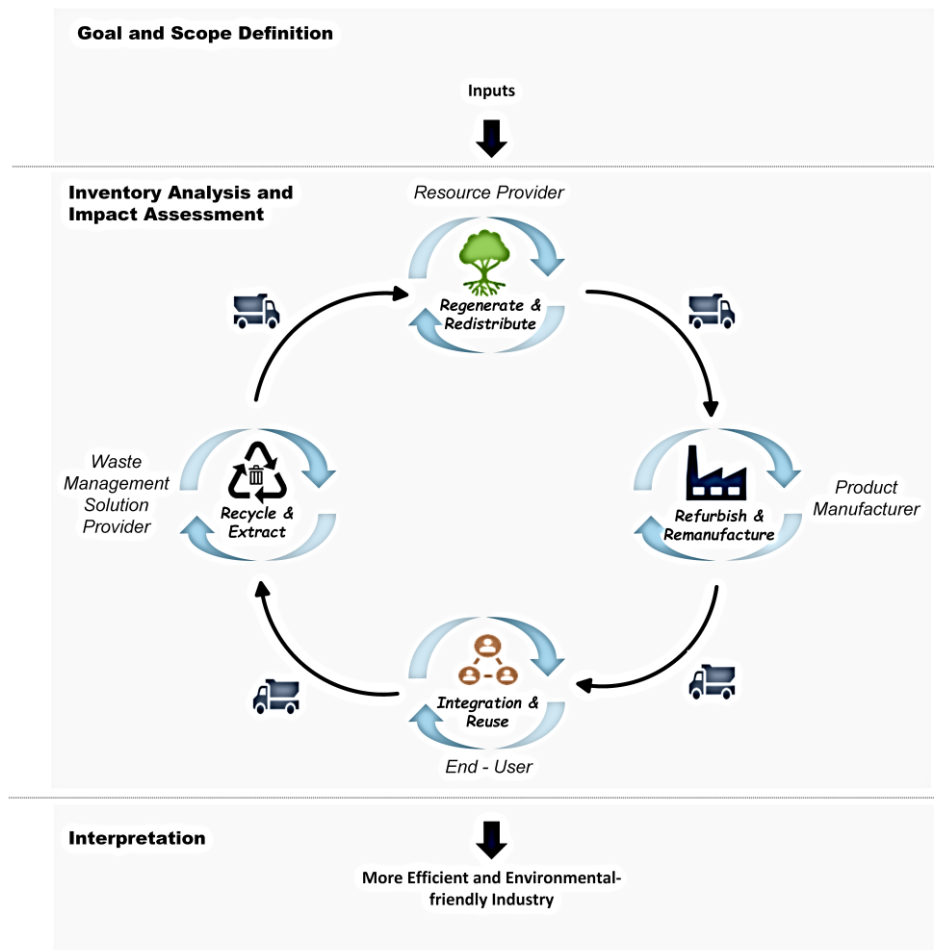 Goal and Scope Definition
Inputs
Inventory Analysis and
Impact Assessment
Resource Provider
Regenerate &
Redistribute
Waste
Management
Solution
Provider
Recycle &
Extract
Refurbish &
Remanufacture
Product
Manufacturer
Integration &
Reuse
End - User
Interpretation
More Efficient and Environmental-
friendly Industry